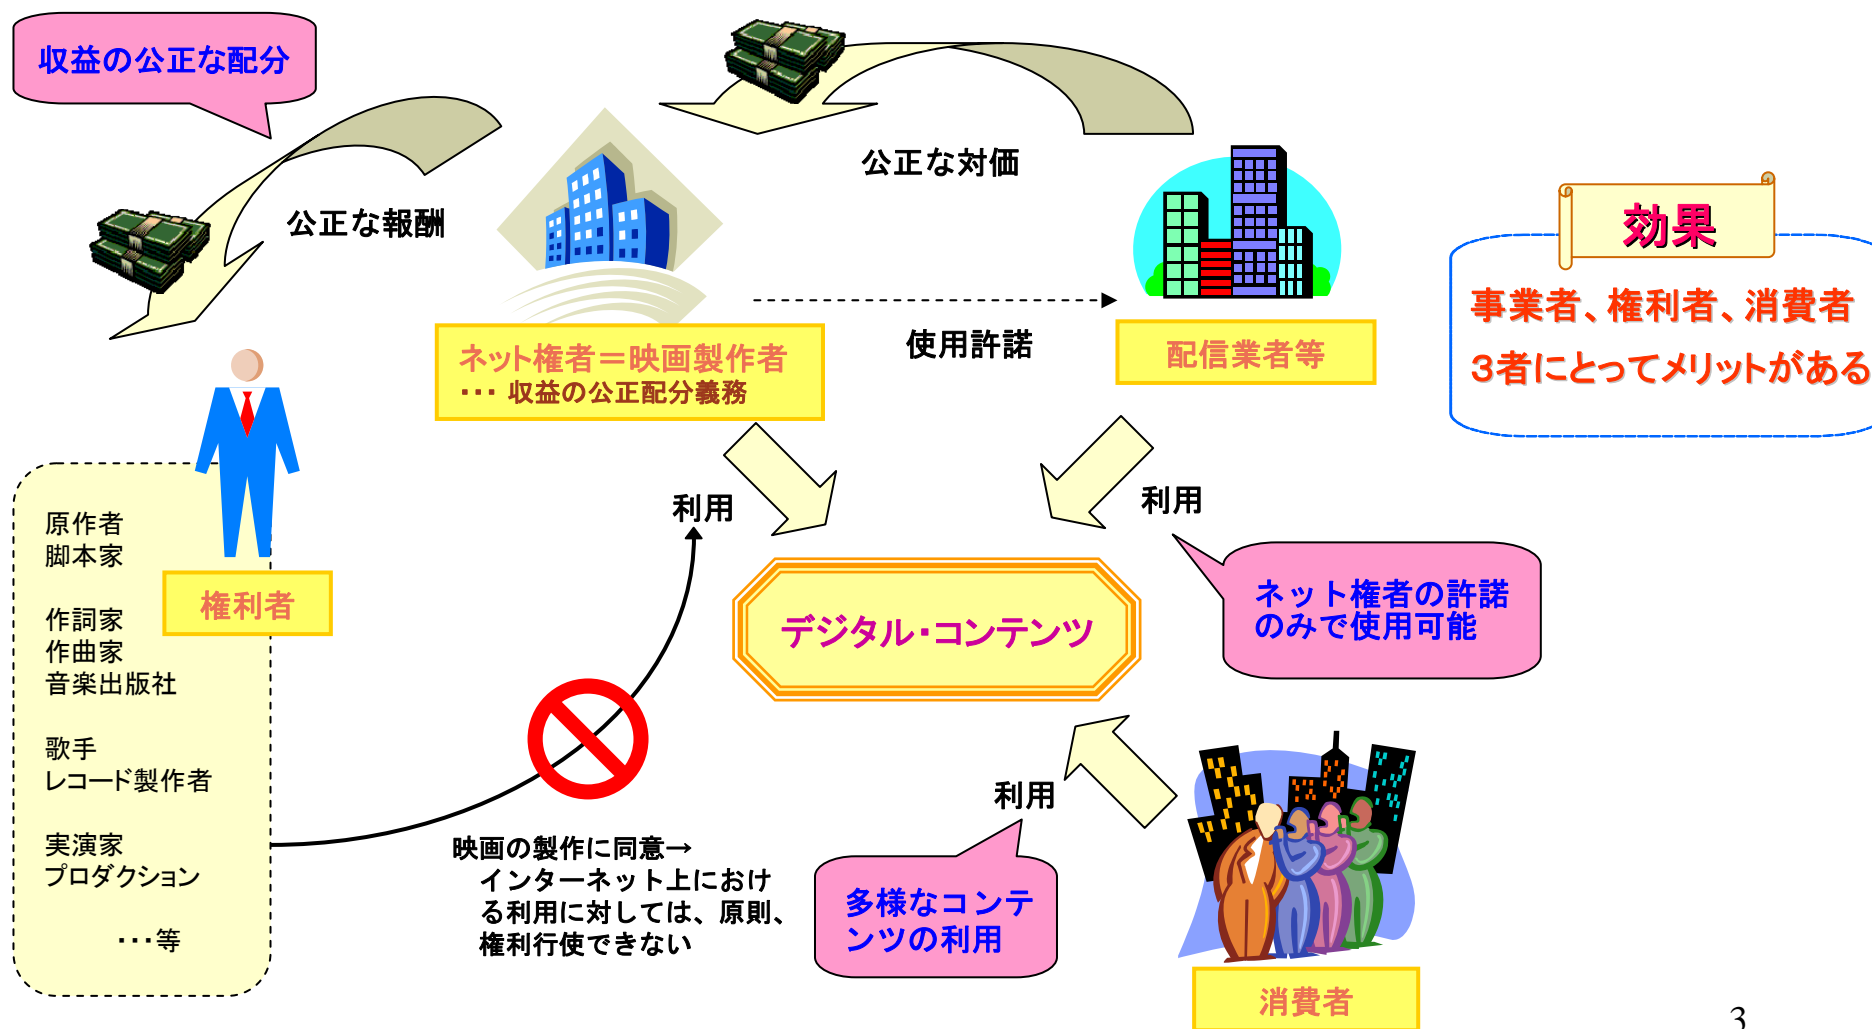 収益の公正な配分
公正な対価
公正な報酬
効果
事業者、権利者、消費者
３者にとってメリットがある
使用許諾
ネット権者＝映画製作者
･･･ 収益の公正配分義務
配信業者等
利用
利用
原作者
脚本家
権利者
作詞家
作曲家
音楽出版社
歌手
レコード製作者
実演家
プロダクション
･･･等
デジタル・コンテンツ
ネット権者の許諾
のみで使用可能
利用
映画の製作に同意→
インターネット上におけ
る利用に対しては、原則、
権利行使できない
多様なコンテ
ンツの利用
消費者
3